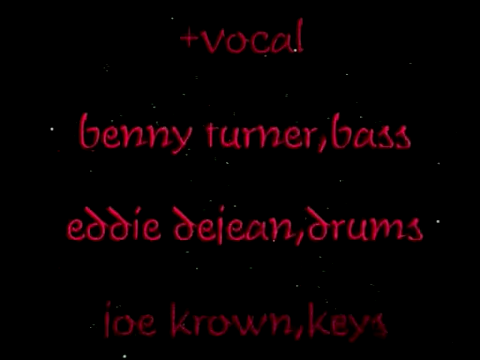 +vocal
benny turner,bass
eddie dejean,drums
joe krown,keys